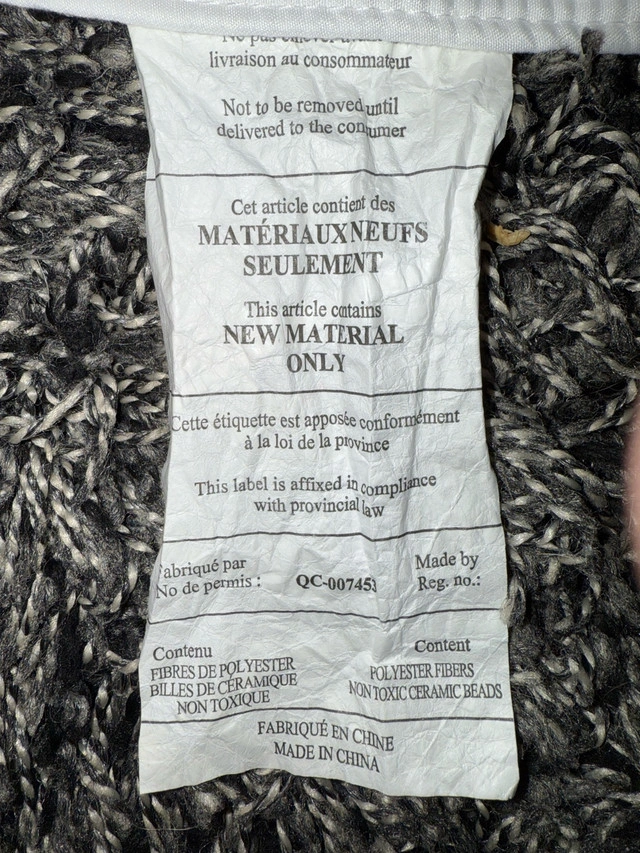 Ne pas enlever avant
livraison au consommateur
Not to be removed until
delivered to the consumer
Cet article contient des
MATÉRIAUX NEUFS
SEULEMENT
This article contains
NEW MATERIAL
ONLY
Cette étiquette est apposée conformément
à la loi de la province
This label is affixed in compliance
with provincial law
Fabriqué par
No de permis :
QC-007453
Made by
Reg. no.:
Contenu
FIBRES DE POLYESTER
BILLES DE CÉRAMIQUE
NON TOXIQUE
Content
POLYESTER FIBERS
NON TOXIC CERAMIC BEADS
FABRIQUÉ EN CHINE
MADE IN CHINA